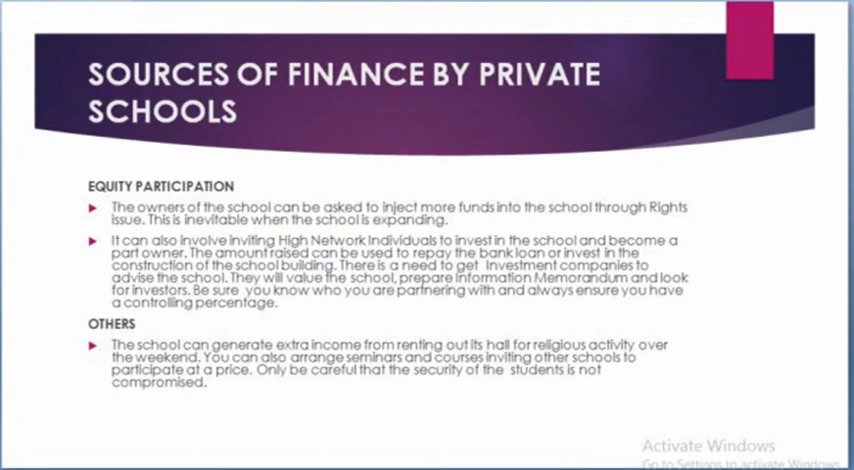 SOURCES OF FINANCE BY PRIVATE
SCHOOLS
EQUITY PARTICIPATION
The owners of the school can be asked to inject more funds into the school through Rights
issue. This is inevitable when the school is expanding.
It can also involve inviting High Network Individuals to invest in the school and become a
part owner. The amount raised can be used to repay the bank loan or invest in the
construction of the school building. There is a need to get Investment companies to
advise the school. They will value the school, prepare Information Memorandum and look
for investors. Be sure you know who you are partnering with and always ensure you have
a controlling percentage.
OTHERS
The school can generate extra income from renting out its hall for religious activity over
the weekend. You can also arrange seminars and courses inviting other schools to
participate at a price. Only be careful that the security of the students is not
compromised.
Activate Windows
Go to Settings to activate Windows.